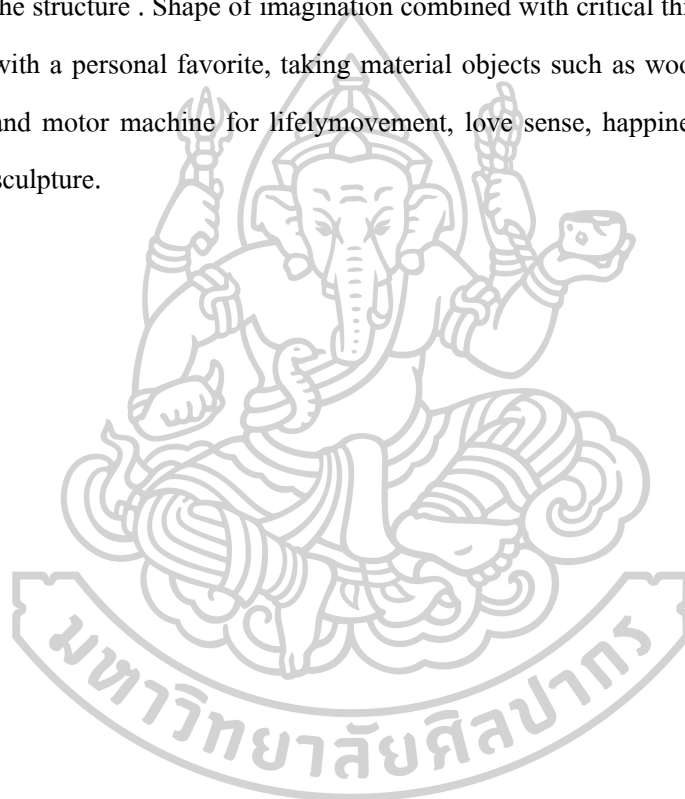 he structure . Shape of imagination combined with critical thi
with a personal favorite, taking material objects such as woo
and motor machine for lifelymovement, love sense, happine
sculpture.
มหาวิทยาลัยศิลปากร